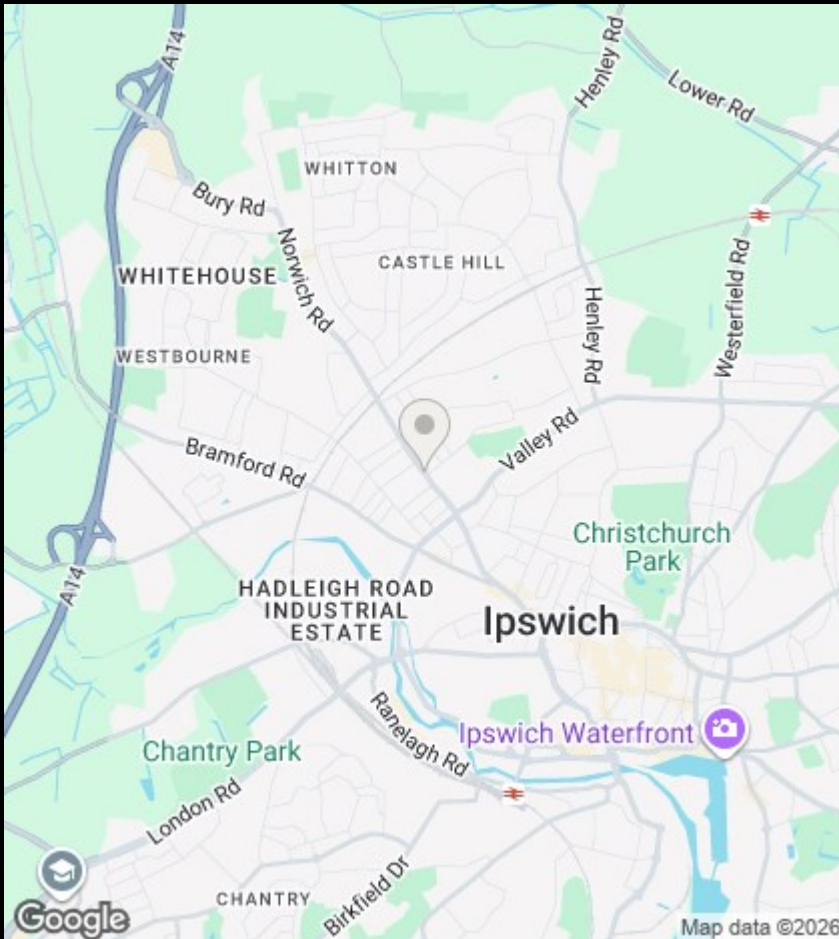 A14
Henley Rd
Lower Rd
WHITTON
Bury Rd
Norwich Rd
CASTLE HILL
WHITEHOUSE
Westerfield Rd
Henley Rd
WESTBOURNE
Valley Rd
Bramford Rd
Christchurch
Park
A14
HADLEIGH ROAD
INDUSTRIAL
ESTATE
Ipswich
Ranelagh Rd
Ipswich Waterfront
Chantry Park
London Rd
CHANTRY
Birkfield Dr
Google
Map data ©2026